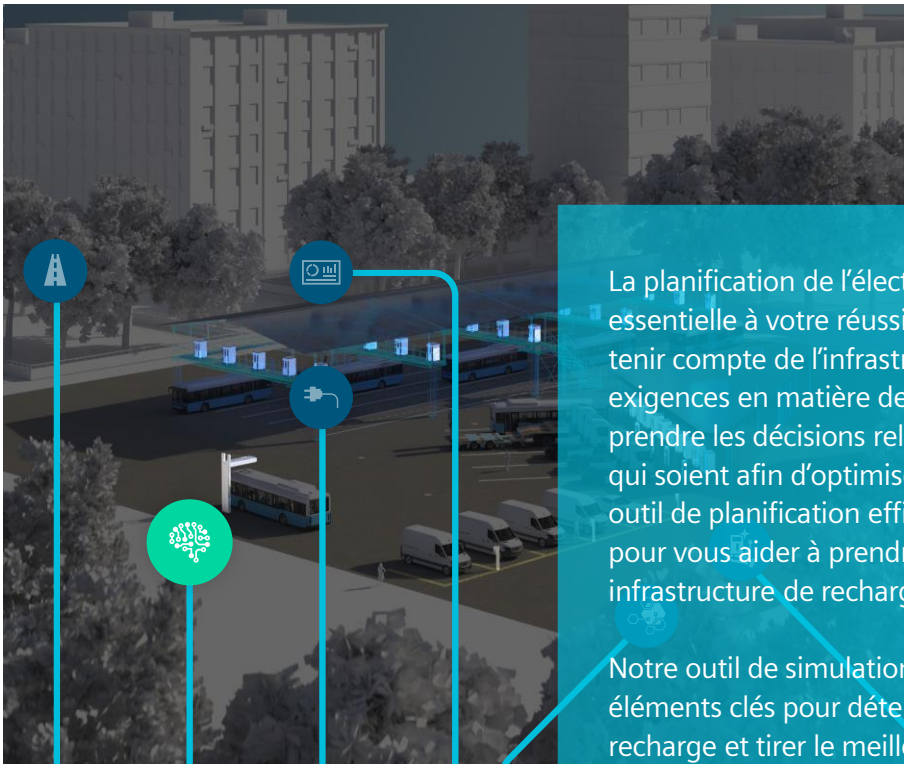 La planification de l’élect
essentielle à votre réussi
tenir compte de l’infrastr
exigences en matière de
prendre les décisions rel
qui soient afin d’optimis
outil de planification effi
pour vous aider à prendr
infrastructure de recharg
Notre outil de simulation
éléments clés pour déte
recharge et tirer le meille